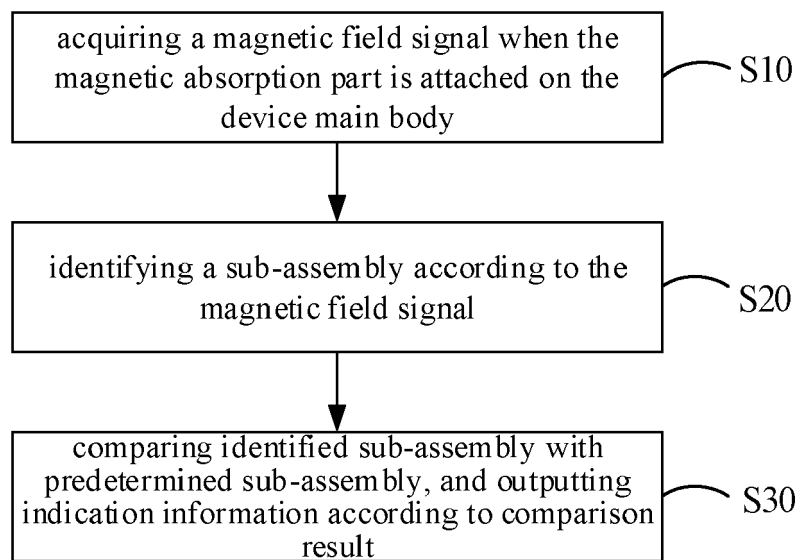 acquiring a magnetic field signal when the
magnetic absorption part is attached on the
device main body
S10
identifying a sub-assembly according to the
magnetic field signal
S20
comparing identified sub-assembly with
predetermined sub-assembly, and outputting
indication information according to comparison
result
S30